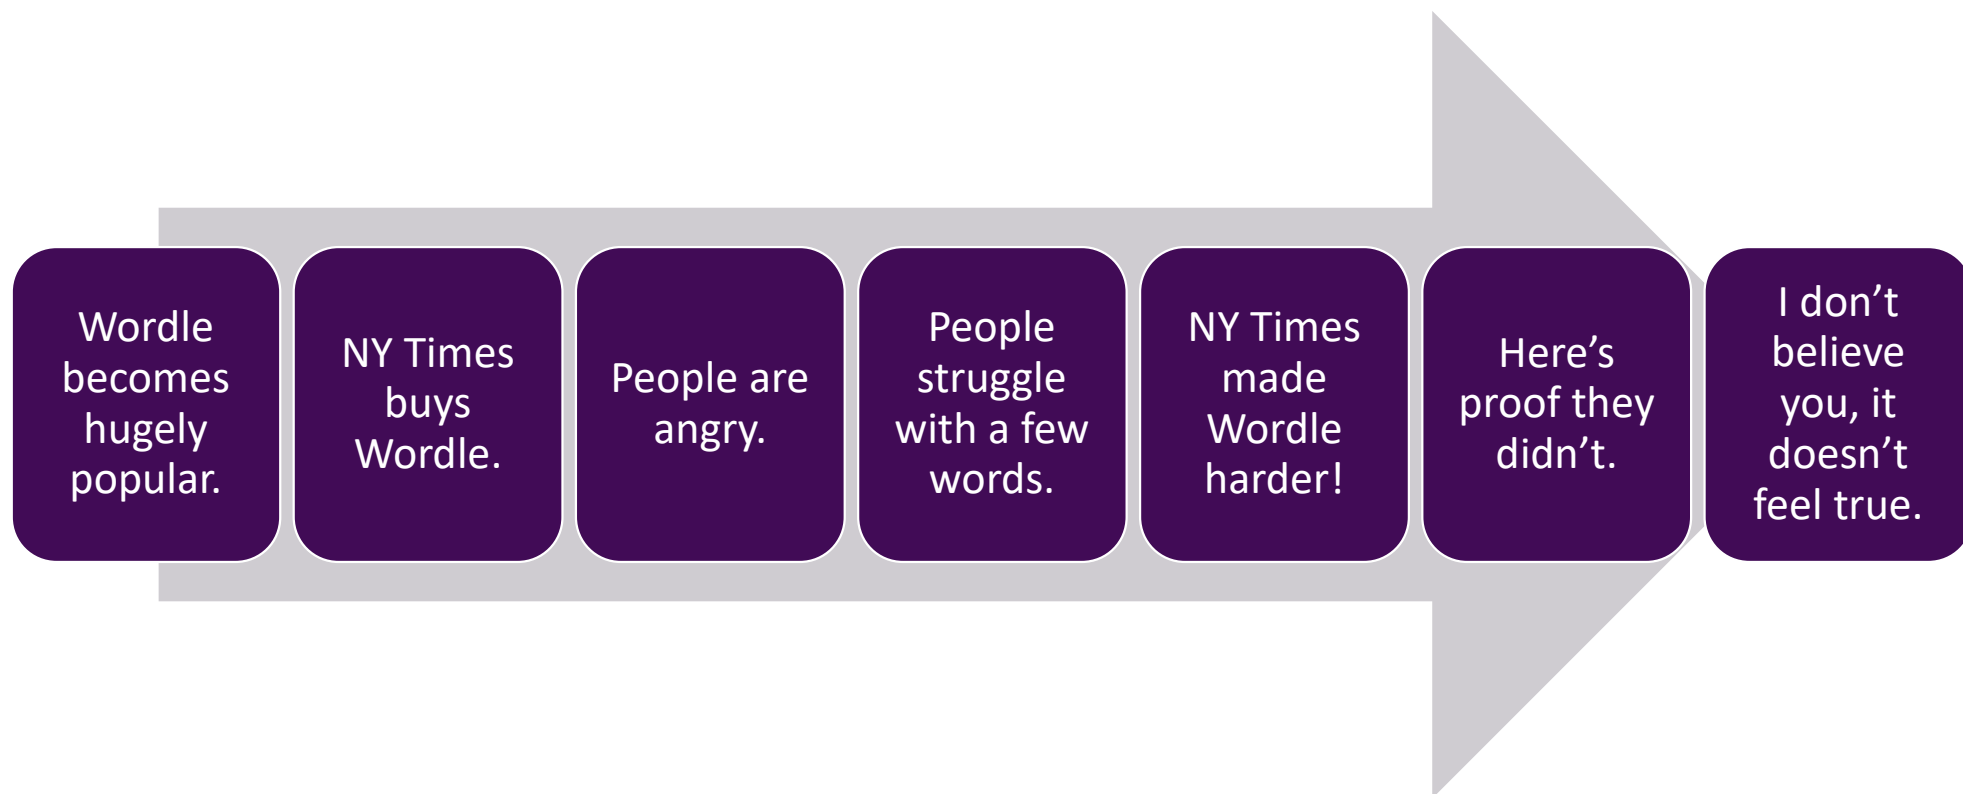 Wordle
becomes
hugely
popular.
NY Times
buys
Wordle.
People are
angry.
People
struggle
with a few
words.
NY Times
made
Wordle
harder!
Here’s
proof they
didn’t.
I don’t
believe
you, it
doesn’t
feel true.